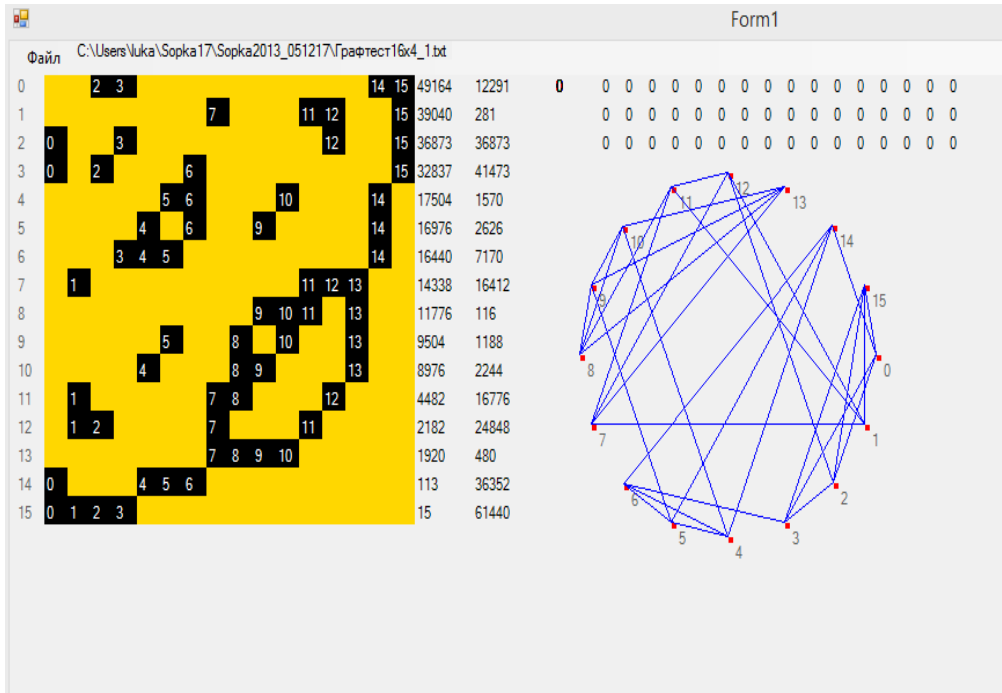 Form1
Файл C:\Users\luka\Sopka17\Sopka2013_051217\Графтест16x4_1.txt
0 2 3 14 15 49164 12291 0 0 0 0 0 0 0 0 0 0 0 0 0 0 0 0 0
1 7 11 12 15 39040 281 0 0 0 0 0 0 0 0 0 0 0 0 0 0 0 0
2 0 3 12 15 36873 36873 0 0 0 0 0 0 0 0 0 0 0 0 0 0 0 0
3 0 2 6 15 32837 41473
4 5 6 10 14 17504 1570
5 4 6 9 14 16976 2626
6 3 4 5 14 16440 7170
7 1 11 12 13 14338 16412
8 9 10 11 13 11776 116
9 5 8 10 13 9504 1188
10 4 8 9 13 8976 2244
11 1 7 8 12 4482 16776
12 1 2 7 11 2182 24848
13 7 8 9 10 1920 480
14 0 4 5 6 113 36352
15 0 1 2 3 15 61440
12
11 13
10 14
9 15
8 0
7 1
6 2
5 4 3